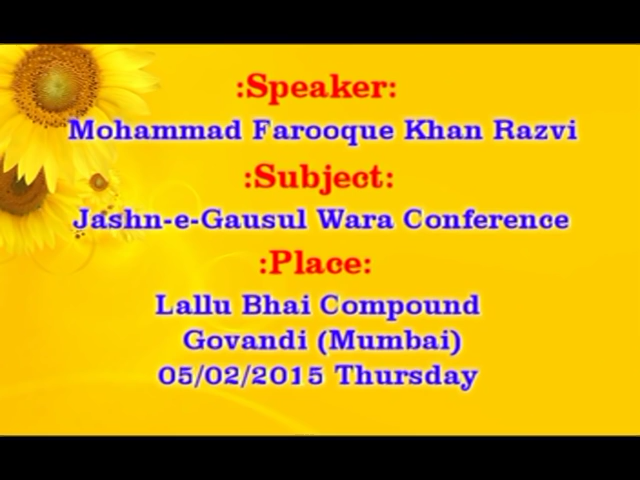 :Speaker:
Mohammad Farooque Khan Razvi
:Subject:
Jashn-e-Gausul Wara Conference
:Place:
Lallu Bhai Compound
Govandi (Mumbai)
05/02/2015 Thursday